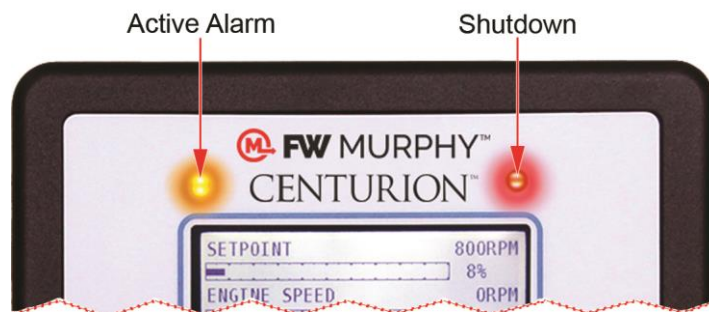 Active Alarm Shutdown
M FW MURPHY™
CENTURION™
SETPOINT 800RPM
8%
ENGINE SPEED 0RPM